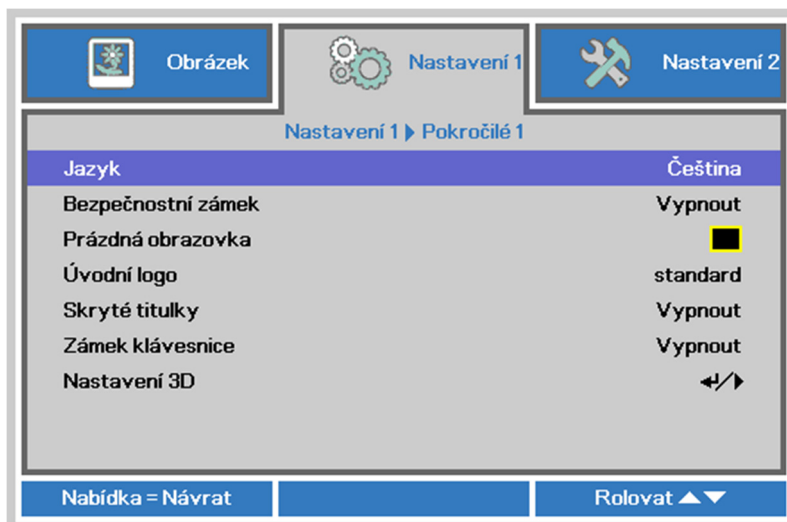 Obrázek
Nastavení 1
Nastavení 2
Nastavení 1 Pokročilé 1
Jazyk Čeština
Bezpečnostní zámek Vypnout
Prázdná obrazovka
Úvodní logo standard
Skryté titulky Vypnout
Zámek klávesnice Vypnout
Nastavení 3D ↵/▶
Nabídka = Návrat
Rolovat ▲▼